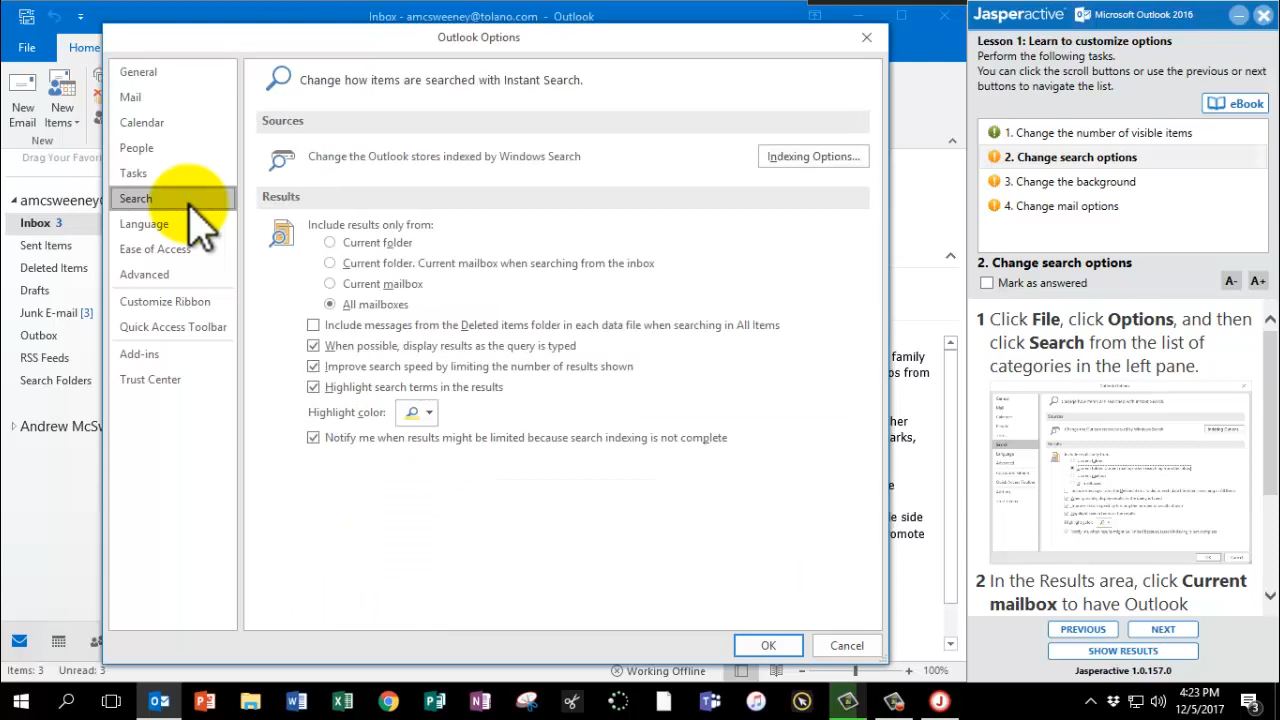 Inbox - amcsweeney@tolano.com - Outlook
File
Home
New
Email
New
Items
New
Drag Your Favor
amcsweeney@
Inbox 3
Sent Items
Deleted Items
Drafts
Junk E-mail [3]
Outbox
RSS Feeds
Search Folders
Andrew McSw
Items: 3
Unread: 3
Outlook Options
General
Mail
Calendar
People
Tasks
Search
Language
Ease of Access
Advanced
Customize Ribbon
Quick Access Toolbar
Add-ins
Trust Center
Change how items are searched with Instant Search.
Sources
Change the Outlook stores indexed by Windows Search
Indexing Options...
Results
Include results only from:
Current folder
Current folder. Current mailbox when searching from the inbox
Current mailbox
All mailboxes
Include messages from the Deleted items folder in each data file when searching in All Items
When possible, display results as the query is typed
Improve search speed by limiting the number of results shown
Highlight search terms in the results
Highlight color:
Notify me when results might be limited because search indexing is not complete
OK
Cancel
family
os from
her
arks,
e
le side
omote
Working Offline
100%
Jasperactive Microsoft Outlook 2016
Lesson 1: Learn to customize options
Perform the following tasks.
You can click the scroll buttons or use the previous or next
buttons to navigate the list.
eBook
1. Change the number of visible items
2. Change search options
3. Change the background
4. Change mail options
2. Change search options
Mark as answered
A-
A+
1 Click File, click Options, and then
click Search from the list of
categories in the left pane.
2 In the Results area, click Current
mailbox to have Outlook
PREVIOUS
NEXT
SHOW RESULTS
Jasperactive 1.0.157.0
4:23 PM
12/5/2017
3